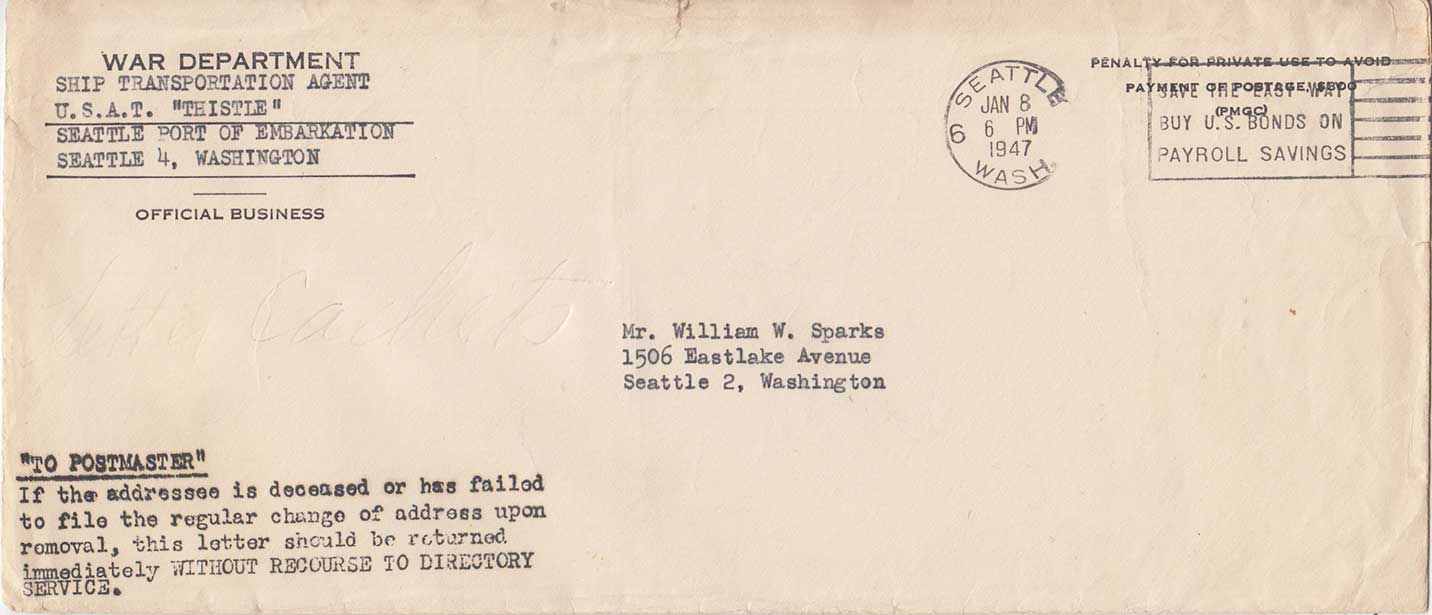 WAR DEPARTMENT
SHIP TRANSPORTATION AGENT
U.S.A.T. "THISTLE"
SEATTLE PORT OF EMBARKATION
SEATTLE 4, WASHINGTON
OFFICIAL BUSINESS
SEATTLE
JAN 8
6 PM
1947
6
WASH.
PENALTY FOR PRIVATE USE TO AVOID
PAYMENT OF POSTAGE, $300
(PMGC)
SAVE THE EASY WAY
BUY U.S. BONDS ON
PAYROLL SAVINGS
Cachets
Mr. William W. Sparks
1506 Eastlake Avenue
Seattle 2, Washington
"TO POSTMASTER"
If the addressee is deceased or has failed
to file the regular change of address upon
removal, this letter should be returned
immediately WITHOUT RECOURSE TO DIRECTORY
SERVICE.